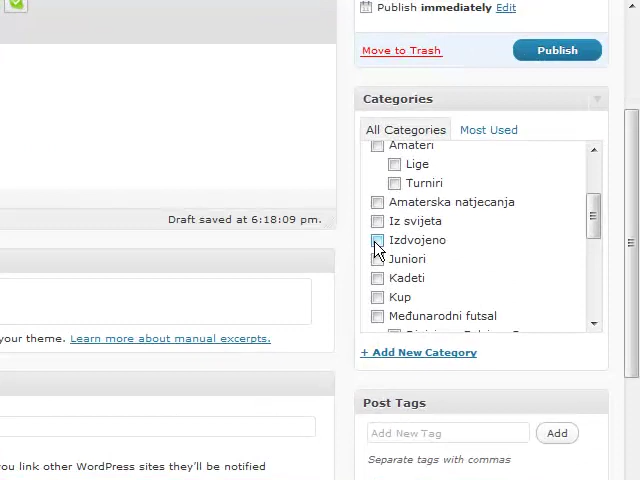 Publish immediately Edit
Move to Trash
Publish
Categories
All Categories
Most Used
Amateri
Lige
Turniri
Amaterska natjecanja
Iz svijeta
Draft saved at 6:18:09 pm.
Izdvojeno
Juniori
Kadeti
Kup
Međunarodni futsal
your theme. Learn more about manual excerpts.
+ Add New Category
Post Tags
Add New Tag
Add
Separate tags with commas
you link other WordPress sites they'll be notified